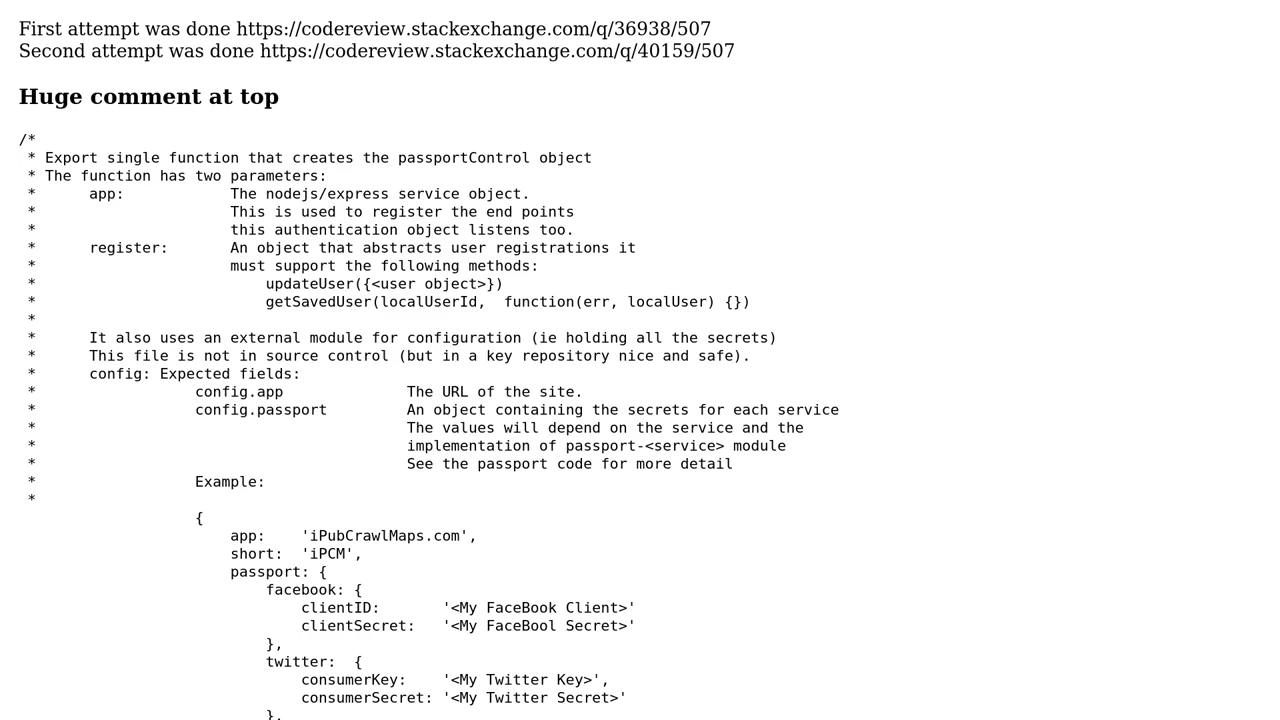 First attempt was done https://codereview.stackexchange.com/q/36938/507
Second attempt was done https://codereview.stackexchange.com/q/40159/507
Huge comment at top
/*
 * Export single function that creates the passportControl object
 * The function has two parameters:
 *      app:            The nodejs/express service object.
 *                      This is used to register the end points
 *                      this authentication object listens too.
 *      register:       An object that abstracts user registrations it
 *                      must support the following methods:
 *                          updateUser({<user object>})
 *                          getSavedUser(localUserId,  function(err, localUser) {})
 *
 *      It also uses an external module for configuration (ie holding all the secrets)
 *      This file is not in source control (but in a key repository nice and safe).
 *      config: Expected fields:
 *                  config.app              The URL of the site.
 *                  config.passport         An object containing the secrets for each service
 *                                          The values will depend on the service and the
 *                                          implementation of passport-<service> module
 *                                          See the passport code for more detail
 *                  Example:
 *
                    {
                        app:    'iPubCrawlMaps.com',
                        short:  'iPCM',
                        passport: {
                            facebook: {
                                clientID:       '<My FaceBook Client>'
                                clientSecret:   '<My FaceBool Secret>'
                            },
                            twitter:  {
                                consumerKey:    '<My Twitter Key>',
                                consumerSecret: '<My Twitter Secret>'
                            },